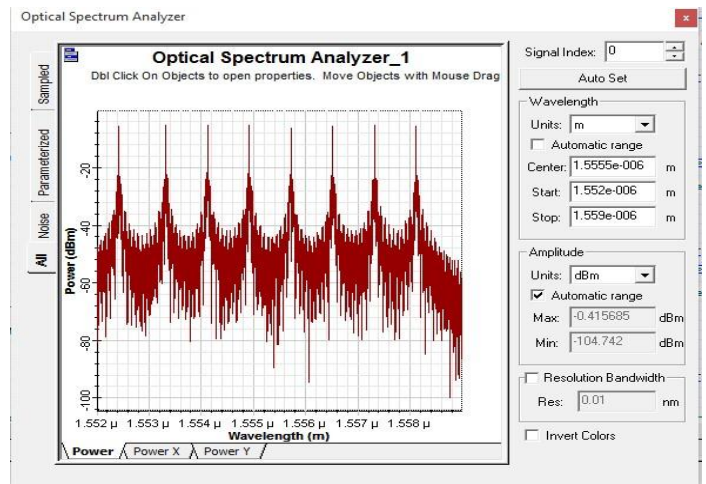 Optical Spectrum Analyzer
Sampled
Parameterized
Noise
All
Optical Spectrum Analyzer_1
Dbl Click On Objects to open properties. Move Objects with Mouse Drag
Power (dBm)
-20
-40
-60
-80
-100
1.552 µ 1.553 µ 1.554 µ 1.555 µ 1.556 µ 1.557 µ 1.558 µ
Wavelength (m)
Power Power X Power Y
Signal Index: 0
Auto Set
Wavelength
Units: m
Automatic range
Center: 1.5555e-006 m
Start: 1.552e-006 m
Stop: 1.559e-006 m
Amplitude
Units: dBm
Automatic range
Max: -0.415685 dBm
Min: -104.742 dBm
Resolution Bandwidth
Res: 0.01 nm
Invert Colors